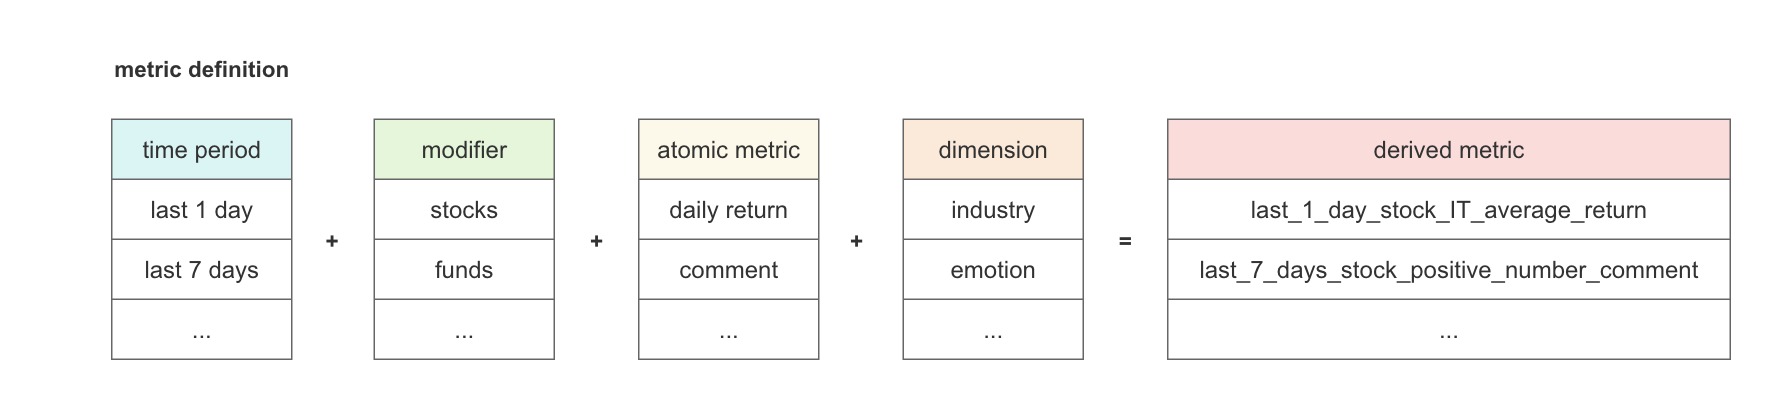 metric definition
time period modifier atomic metric dimension derived metric
last 1 day stocks daily return industry last_1_day_stock_IT_average_return
+ + + =
last 7 days funds comment emotion last_7_days_stock_positive_number_comment
... ... ... ... ...